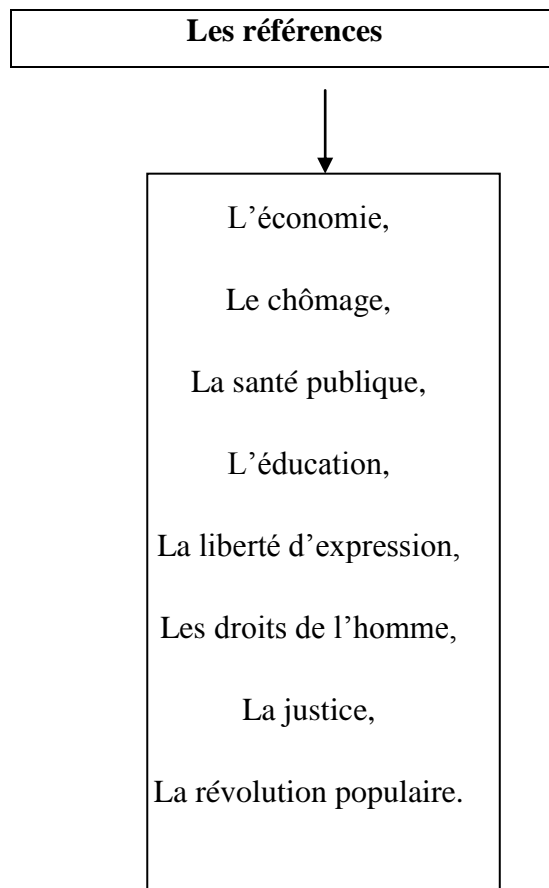 Les références
L’économie,
Le chômage,
La santé publique,
L’éducation,
La liberté d’expression,
Les droits de l’homme,
La justice,
La révolution populaire.